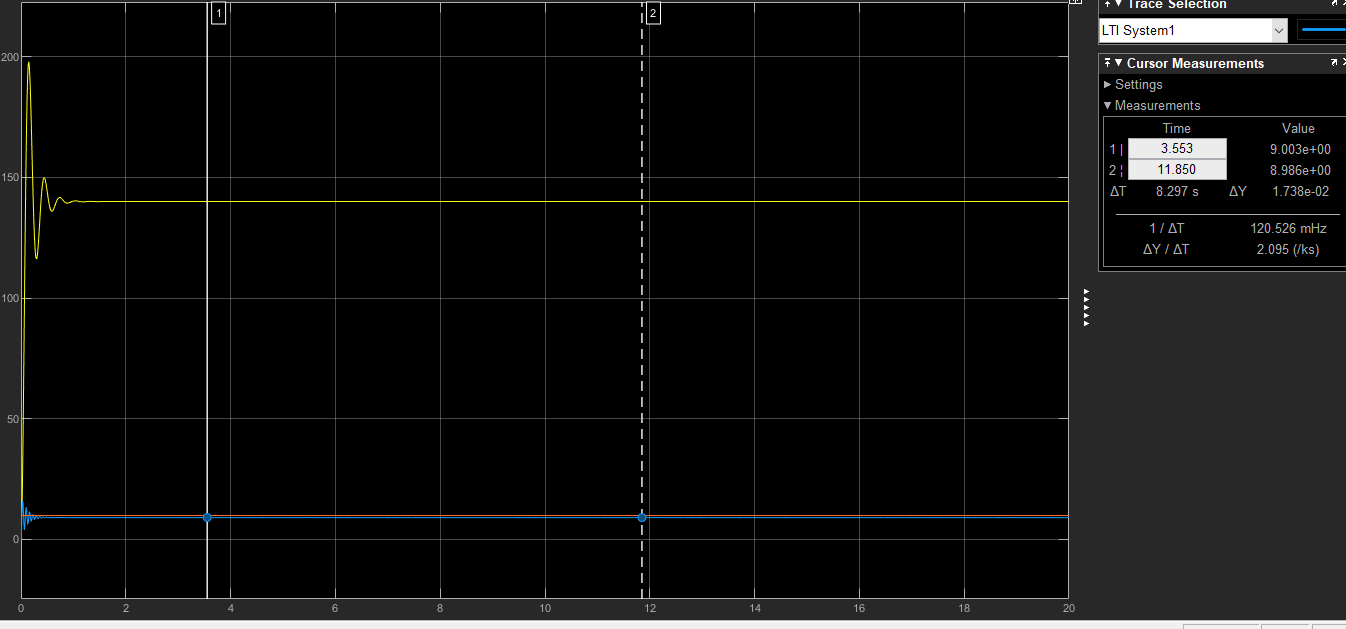 1
2
200
150
100
50
0
0 2 4 6 8 10 12 14 16 18 20
Trace Selection
LTI System1
Cursor Measurements
Settings
Measurements
Time Value
1 | 3.553 9.003e+00
2 ¦ 11.850 8.986e+00
ΔT 8.297 s ΔY 1.738e-02
1 / ΔT 120.526 mHz
ΔY / ΔT 2.095 (/ks)